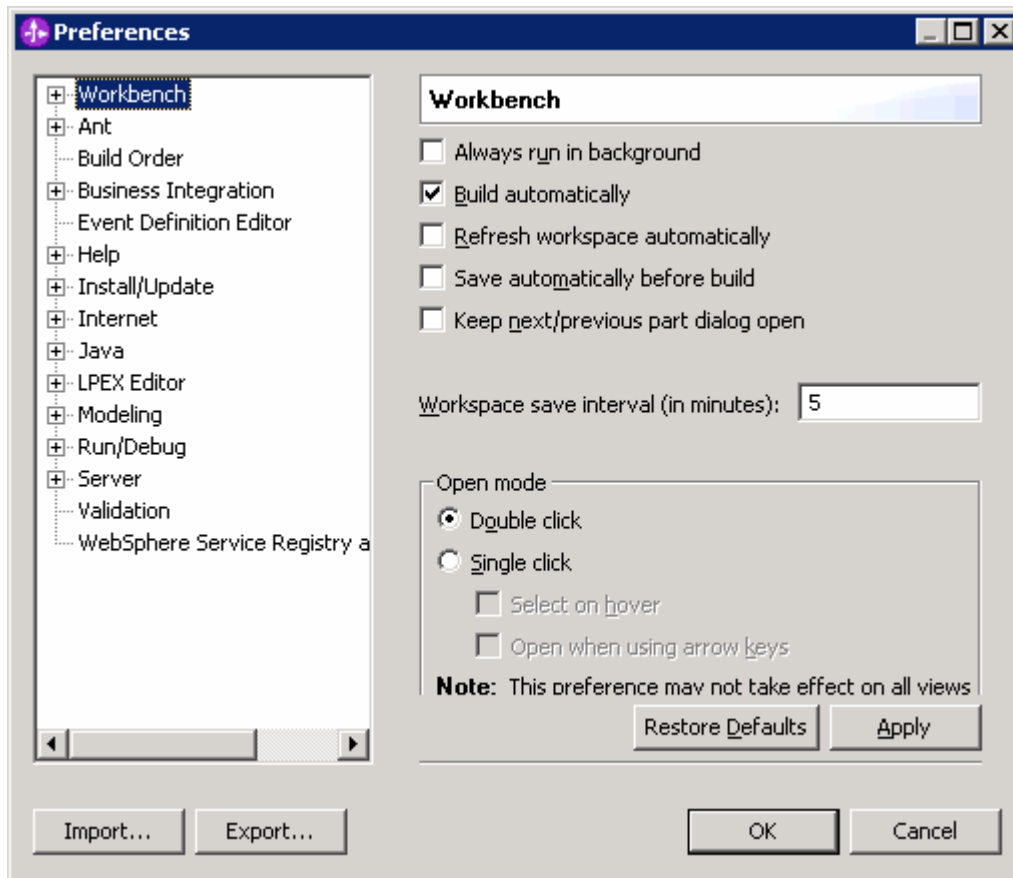 Preferences
Workbench
Ant
Build Order
Business Integration
Event Definition Editor
Help
Install/Update
Internet
Java
LPEX Editor
Modeling
Run/Debug
Server
Validation
WebSphere Service Registry a
Workbench
Always run in background
Build automatically
Refresh workspace automatically
Save automatically before build
Keep next/previous part dialog open
Workspace save interval (in minutes): 5
Open mode
Double click
Single click
Select on hover
Open when using arrow keys
Note: This preference may not take effect on all views
Restore Defaults Apply
Import... Export... OK Cancel